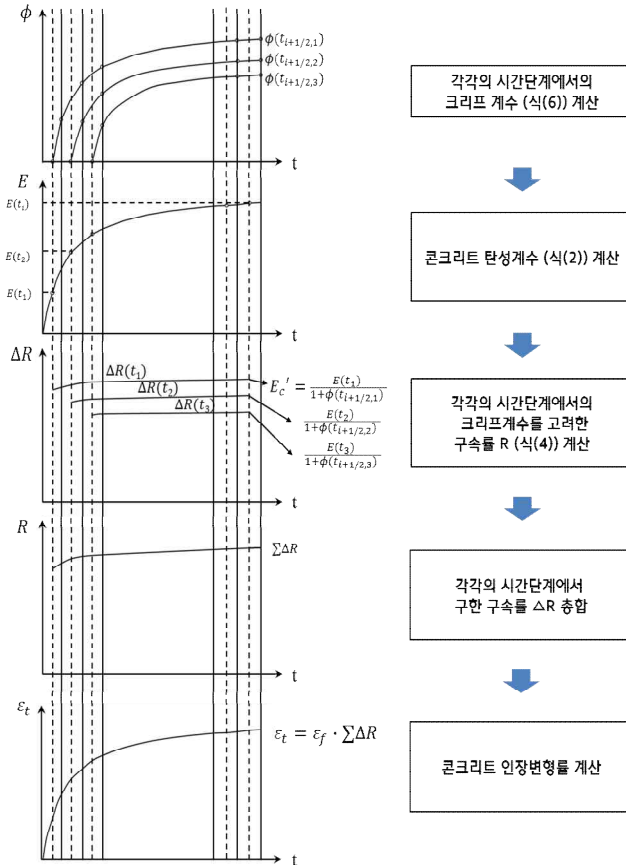 ϕ
ϕ(t_{i+1/2,1})
ϕ(t_{i+1/2,2})
ϕ(t_{i+1/2,3})
t
각각의 시간단계에서의
크리프 계수 (식(6)) 계산
E
E(t_i)
E(t_2)
E(t_1)
t
콘크리트 탄성계수 (식(2)) 계산
ΔR
ΔR(t_1)
ΔR(t_2)
ΔR(t_3)
E_c′ = E(t_1) / 1+ϕ(t_{i+1/2,1})
E(t_2) / 1+ϕ(t_{i+1/2,2})
E(t_3) / 1+ϕ(t_{i+1/2,3})
t
각각의 시간단계에서의
크리프계수를 고려한
구속률 R (식(4)) 계산
R
∑ΔR
t
각각의 시간단계에서
구한 구속률 △R 총합
ε_t
ε_t = ε_f · ∑ΔR
t
콘크리트 인장변형률 계산